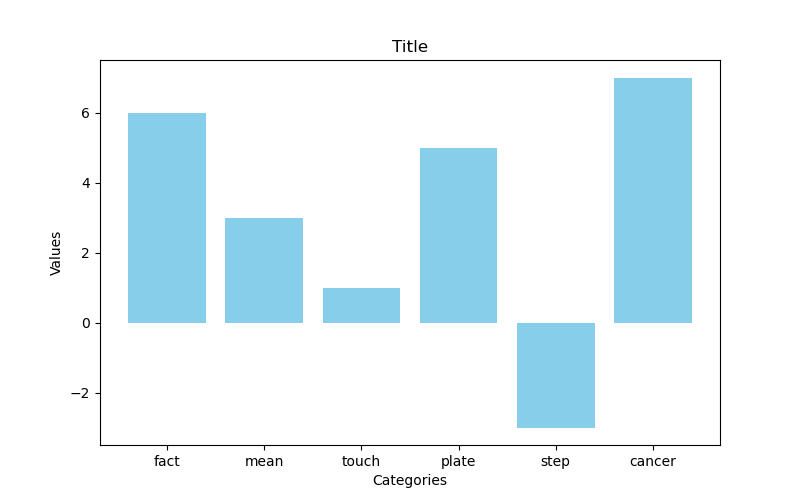 Title
Values
6
4
2
0
−2
fact mean touch plate step cancer
Categories